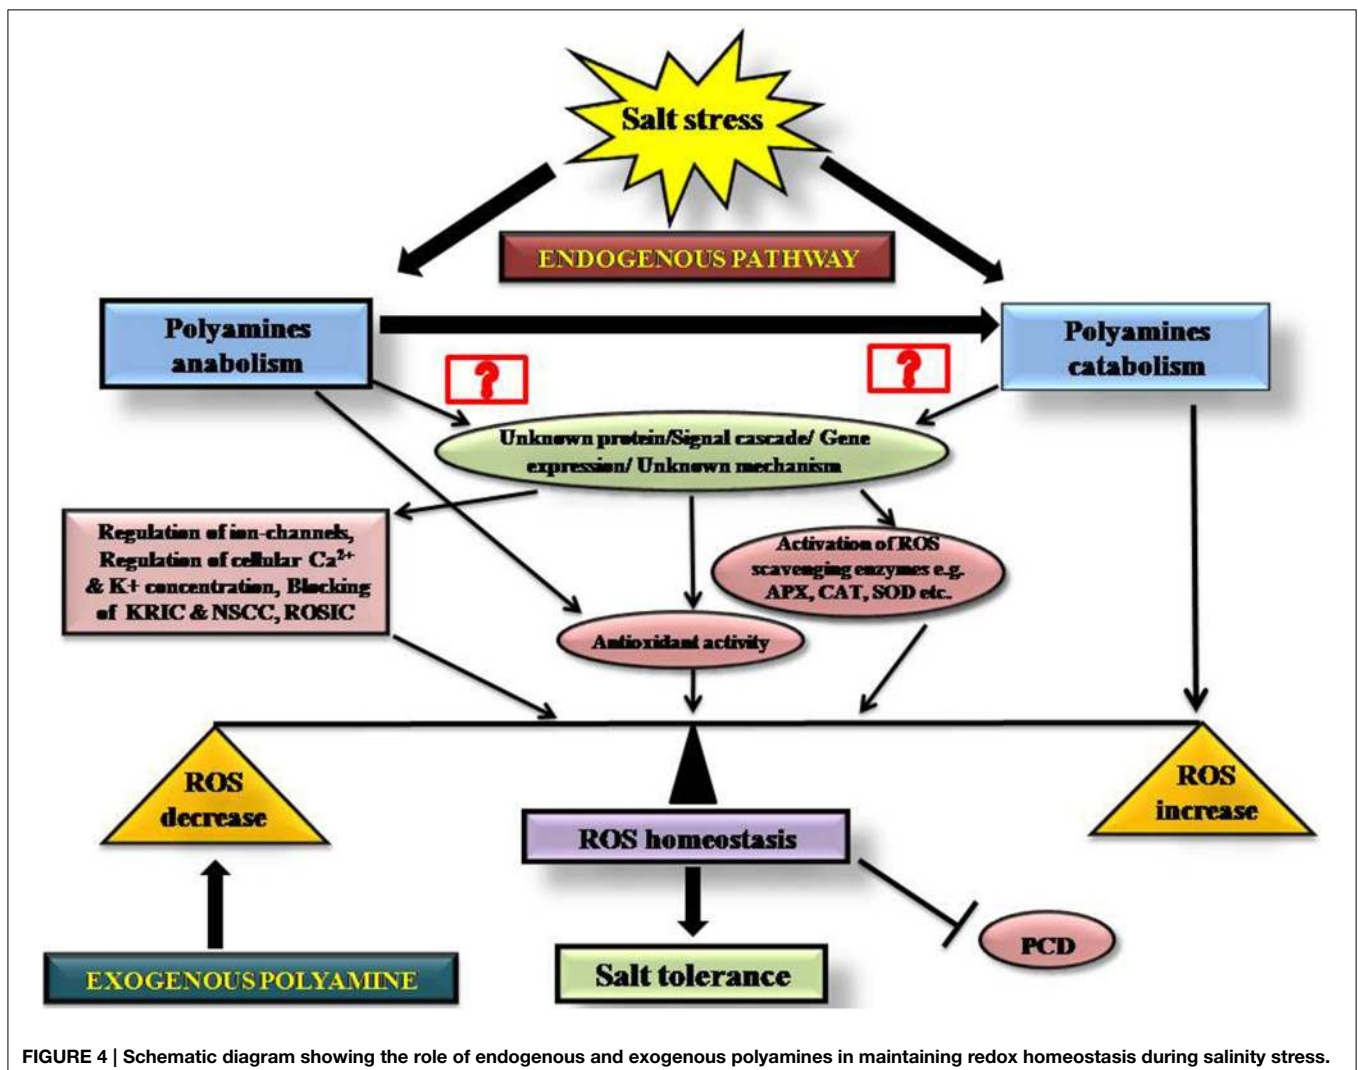 Salt stress
ENDOGENOUS PATHWAY
Polyamines
anabolism
Polyamines
catabolism
?
?
Unknown protein/Signal cascade/ Gene
expression/ Unknown mechanism
Regulation of ion-channels,
Regulation of cellular Ca²⁺
& K+ concentration, Blocking
of KRIC & NSCC, ROSIC
Activation of ROS
scavenging enzymes e.g.
APX, CAT, SOD etc.
Antioxidant activity
ROS
decrease
ROS
increase
ROS homeostasis
PCD
Salt tolerance
EXOGENOUS POLYAMINE
FIGURE 4 | Schematic diagram showing the role of endogenous and exogenous polyamines in maintaining redox homeostasis during salinity stress.